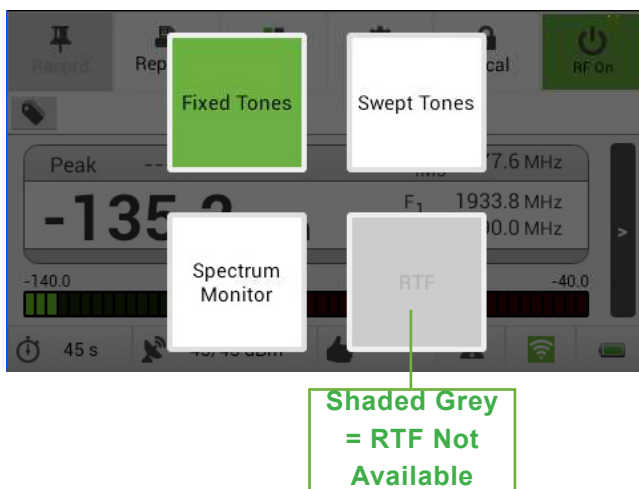 Record
Rep
cal
RF On
Fixed Tones
Swept Tones
Peak
--
7.6 MHz
-135.2
F1 1933.8 MHz
0.0 MHz
-140.0
-40.0
Spectrum
Monitor
RTF
45 s
Shaded Grey
= RTF Not
Available